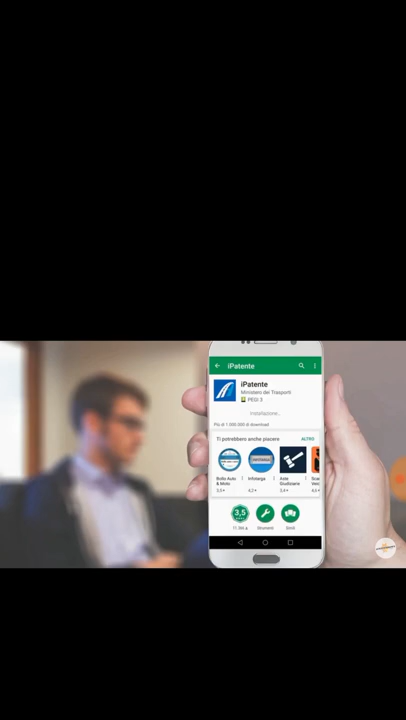 iPatente
iPatente
Ministero dei Trasporti
PEGI 3
Installazione..
Più di 1.000.000 di download
Ti potrebbero anche piacere
ALTRO
Bollo Auto & Moto
Infotarga
Aste Giudiziarie
3,9★
4,2★
3,4★
4,4★
3,5
Strumenti
Simili